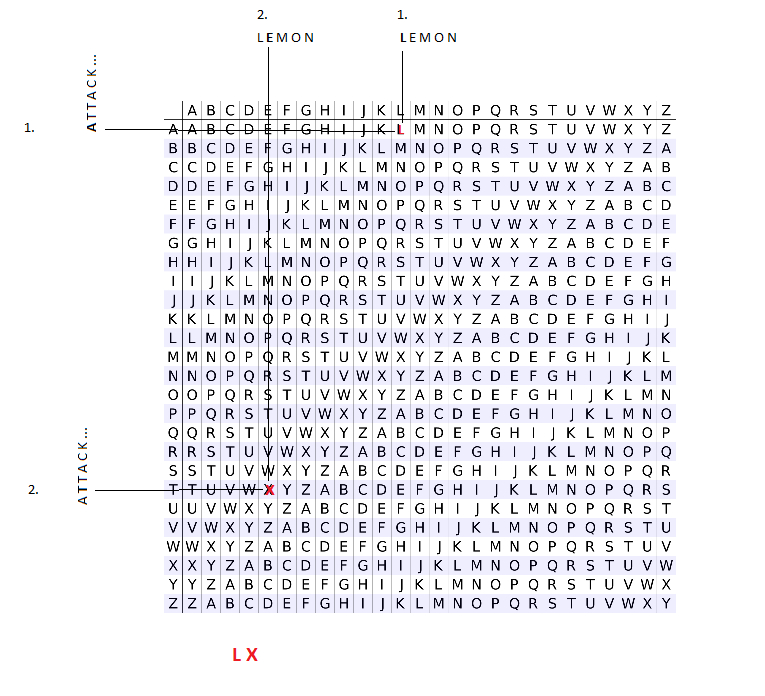 2. 1.
LEMON LEMON
ATTACK...
A B C D E F G H I J K L M N O P Q R S T U V W X Y Z
1. A A B C D E F G H I J K L M N O P Q R S T U V W X Y Z
B B C D E F G H I J K L M N O P Q R S T U V W X Y Z A
C C D E F G H I J K L M N O P Q R S T U V W X Y Z A B
D D E F G H I J K L M N O P Q R S T U V W X Y Z A B C
E E F G H I J K L M N O P Q R S T U V W X Y Z A B C D
F F G H I J K L M N O P Q R S T U V W X Y Z A B C D E
G G H I J K L M N O P Q R S T U V W X Y Z A B C D E F
H H I J K L M N O P Q R S T U V W X Y Z A B C D E F G
I I J K L M N O P Q R S T U V W X Y Z A B C D E F G H
J J K L M N O P Q R S T U V W X Y Z A B C D E F G H I
K K L M N O P Q R S T U V W X Y Z A B C D E F G H I J
L L M N O P Q R S T U V W X Y Z A B C D E F G H I J K
M M N O P Q R S T U V W X Y Z A B C D E F G H I J K L
N N O P Q R S T U V W X Y Z A B C D E F G H I J K L M
O O P Q R S T U V W X Y Z A B C D E F G H I J K L M N
P P Q R S T U V W X Y Z A B C D E F G H I J K L M N O
Q Q R S T U V W X Y Z A B C D E F G H I J K L M N O P
R R S T U V W X Y Z A B C D E F G H I J K L M N O P Q
S S T U V W X Y Z A B C D E F G H I J K L M N O P Q R
ATTACK...
2. T T U V W X Y Z A B C D E F G H I J K L M N O P Q R S
U U V W X Y Z A B C D E F G H I J K L M N O P Q R S T
V V W X Y Z A B C D E F G H I J K L M N O P Q R S T U
W W X Y Z A B C D E F G H I J K L M N O P Q R S T U V
X X Y Z A B C D E F G H I J K L M N O P Q R S T U V W
Y Y Z A B C D E F G H I J K L M N O P Q R S T U V W X
Z Z A B C D E F G H I J K L M N O P Q R S T U V W X Y
L X